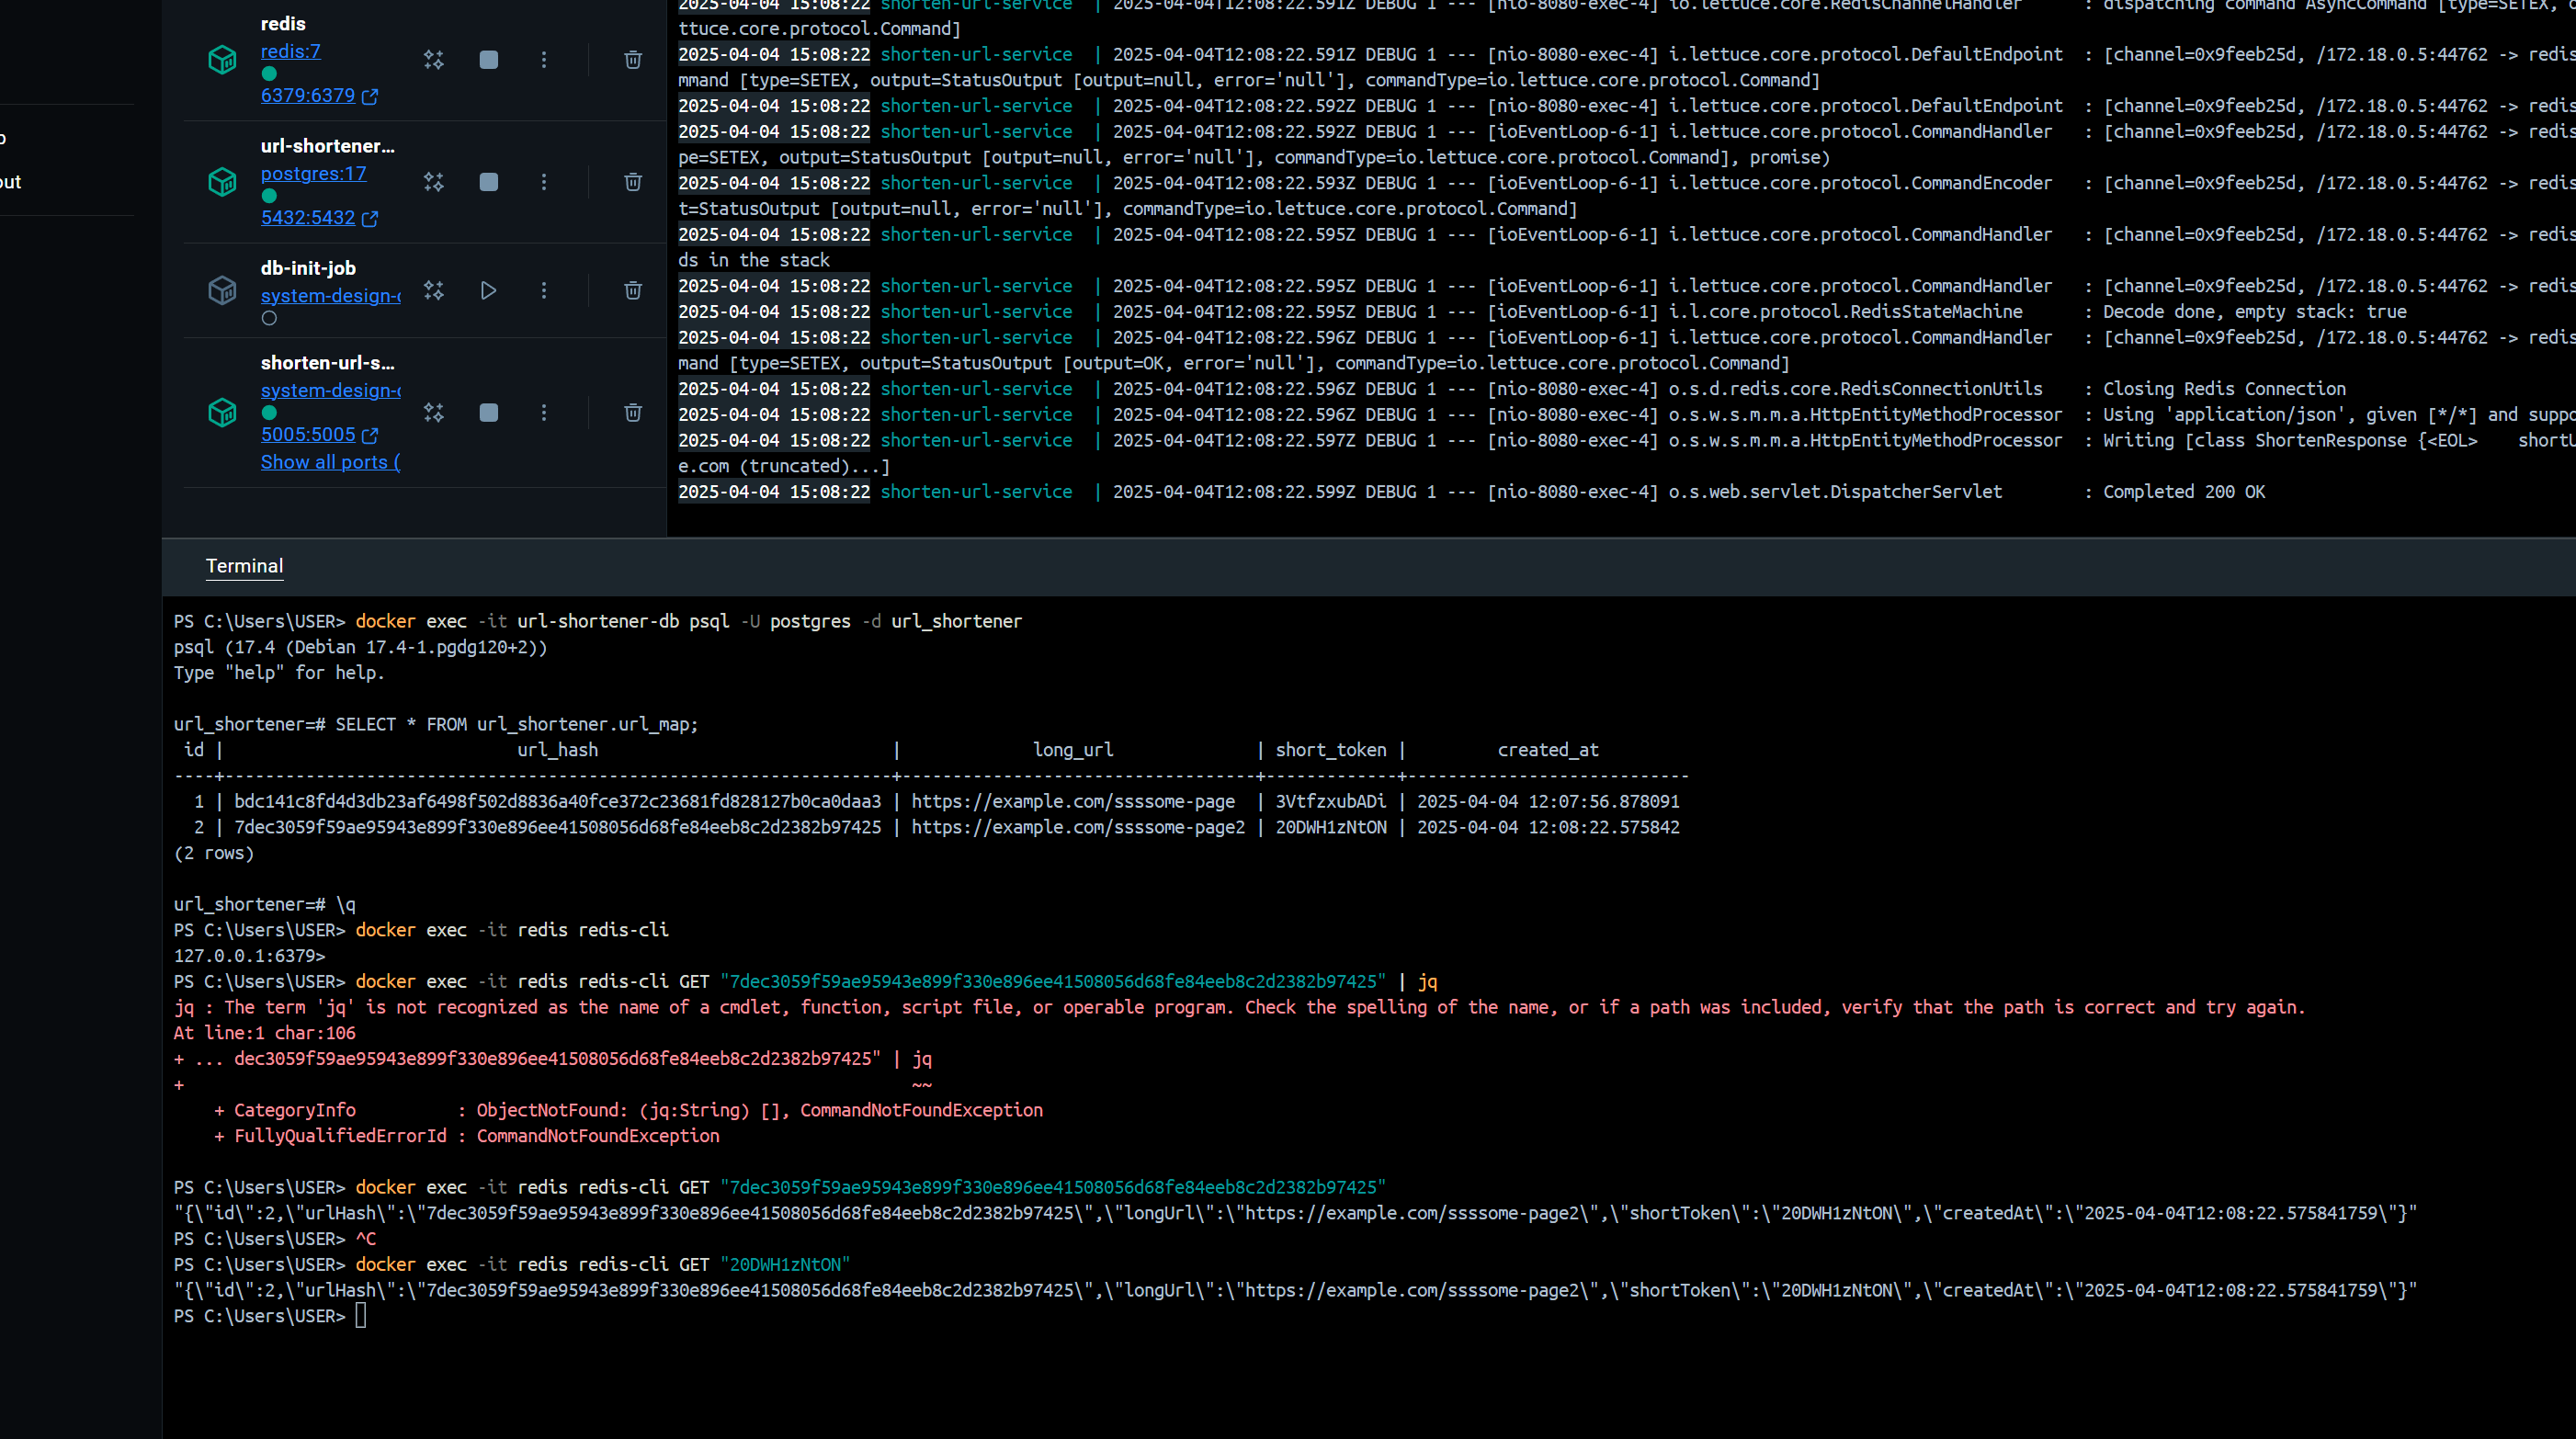 redis
redis:7
6379:6379
url-shortener...
postgres:17
5432:5432
db-init-job
system-design-
shorten-url-s...
system-design-
5005:5005
Show all ports (
out
2025-04-04 15:08:22 shorten-url-service | 2025-04-04T12:08:22.591Z DEBUG 1 --- [nio-8080-exec-4] io.lettuce.core.RedisChannelHandler : dispatching command AsyncCommand [type=SETEX,
ttuce.core.protocol.Command]
2025-04-04 15:08:22 shorten-url-service | 2025-04-04T12:08:22.591Z DEBUG 1 --- [nio-8080-exec-4] i.lettuce.core.protocol.DefaultEndpoint : [channel=0x9feeb25d, /172.18.0.5:44762 -> redis
mmand [type=SETEX, output=StatusOutput [output=null, error='null'], commandType=io.lettuce.core.protocol.Command]
2025-04-04 15:08:22 shorten-url-service | 2025-04-04T12:08:22.592Z DEBUG 1 --- [nio-8080-exec-4] i.lettuce.core.protocol.DefaultEndpoint : [channel=0x9feeb25d, /172.18.0.5:44762 -> redis
2025-04-04 15:08:22 shorten-url-service | 2025-04-04T12:08:22.592Z DEBUG 1 --- [ioEventLoop-6-1] i.lettuce.core.protocol.CommandHandler : [channel=0x9feeb25d, /172.18.0.5:44762 -> redis
pe=SETEX, output=StatusOutput [output=null, error='null'], commandType=io.lettuce.core.protocol.Command], promise)
2025-04-04 15:08:22 shorten-url-service | 2025-04-04T12:08:22.593Z DEBUG 1 --- [ioEventLoop-6-1] i.lettuce.core.protocol.CommandEncoder : [channel=0x9feeb25d, /172.18.0.5:44762 -> redis
t=StatusOutput [output=null, error='null'], commandType=io.lettuce.core.protocol.Command]
2025-04-04 15:08:22 shorten-url-service | 2025-04-04T12:08:22.595Z DEBUG 1 --- [ioEventLoop-6-1] i.lettuce.core.protocol.CommandHandler : [channel=0x9feeb25d, /172.18.0.5:44762 -> redis
ds in the stack
2025-04-04 15:08:22 shorten-url-service | 2025-04-04T12:08:22.595Z DEBUG 1 --- [ioEventLoop-6-1] i.lettuce.core.protocol.CommandHandler : [channel=0x9feeb25d, /172.18.0.5:44762 -> redis
2025-04-04 15:08:22 shorten-url-service | 2025-04-04T12:08:22.595Z DEBUG 1 --- [ioEventLoop-6-1] i.l.core.protocol.RedisStateMachine : Decode done, empty stack: true
2025-04-04 15:08:22 shorten-url-service | 2025-04-04T12:08:22.596Z DEBUG 1 --- [ioEventLoop-6-1] i.lettuce.core.protocol.CommandHandler : [channel=0x9feeb25d, /172.18.0.5:44762 -> redis
mand [type=SETEX, output=StatusOutput [output=OK, error='null'], commandType=io.lettuce.core.protocol.Command]
2025-04-04 15:08:22 shorten-url-service | 2025-04-04T12:08:22.596Z DEBUG 1 --- [nio-8080-exec-4] o.s.d.redis.core.RedisConnectionUtils : Closing Redis Connection
2025-04-04 15:08:22 shorten-url-service | 2025-04-04T12:08:22.596Z DEBUG 1 --- [nio-8080-exec-4] o.s.w.s.m.m.a.HttpEntityMethodProcessor : Using 'application/json', given [*/*] and suppo
2025-04-04 15:08:22 shorten-url-service | 2025-04-04T12:08:22.597Z DEBUG 1 --- [nio-8080-exec-4] o.s.w.s.m.m.a.HttpEntityMethodProcessor : Writing [class ShortenResponse {<EOL> shortU
e.com (truncated)...]
2025-04-04 15:08:22 shorten-url-service | 2025-04-04T12:08:22.599Z DEBUG 1 --- [nio-8080-exec-4] o.s.web.servlet.DispatcherServlet : Completed 200 OK
Terminal
PS C:\Users\USER> docker exec -it url-shortener-db psql -U postgres -d url_shortener
psql (17.4 (Debian 17.4-1.pgdg120+2))
Type "help" for help.
url_shortener=# SELECT * FROM url_shortener.url_map;
id | url_hash | long_url | short_token | created_at
----+------------------------------------------------------------------+-----------------------------------+-------------+----------------------------
1 | bdc141c8fd4d3db23af6498f502d8836a40fce372c23681fd828127b0ca0daa3 | https://example.com/ssssome-page | 3VtfzxubADi | 2025-04-04 12:07:56.878091
2 | 7dec3059f59ae95943e899f330e896ee41508056d68fe84eeb8c2d2382b97425 | https://example.com/ssssome-page2 | 20DWH1zNtON | 2025-04-04 12:08:22.575842
(2 rows)
url_shortener=# \q
PS C:\Users\USER> docker exec -it redis redis-cli
127.0.0.1:6379>
PS C:\Users\USER> docker exec -it redis redis-cli GET "7dec3059f59ae95943e899f330e896ee41508056d68fe84eeb8c2d2382b97425" | jq
jq : The term 'jq' is not recognized as the name of a cmdlet, function, script file, or operable program. Check the spelling of the name, or if a path was included, verify that the path is correct and try again.
At line:1 char:106
+ ... dec3059f59ae95943e899f330e896ee41508056d68fe84eeb8c2d2382b97425" | jq
+ ~~
+ CategoryInfo : ObjectNotFound: (jq:String) [], CommandNotFoundException
+ FullyQualifiedErrorId : CommandNotFoundException
PS C:\Users\USER> docker exec -it redis redis-cli GET "7dec3059f59ae95943e899f330e896ee41508056d68fe84eeb8c2d2382b97425"
"{\"id\":2,\"urlHash\":\"7dec3059f59ae95943e899f330e896ee41508056d68fe84eeb8c2d2382b97425\",\"longUrl\":\"https://example.com/ssssome-page2\",\"shortToken\":\"20DWH1zNtON\",\"createdAt\":\"2025-04-04T12:08:22.575841759\"}"
PS C:\Users\USER> ^C
PS C:\Users\USER> docker exec -it redis redis-cli GET "20DWH1zNtON"
"{\"id\":2,\"urlHash\":\"7dec3059f59ae95943e899f330e896ee41508056d68fe84eeb8c2d2382b97425\",\"longUrl\":\"https://example.com/ssssome-page2\",\"shortToken\":\"20DWH1zNtON\",\"createdAt\":\"2025-04-04T12:08:22.575841759\"}"
PS C:\Users\USER>